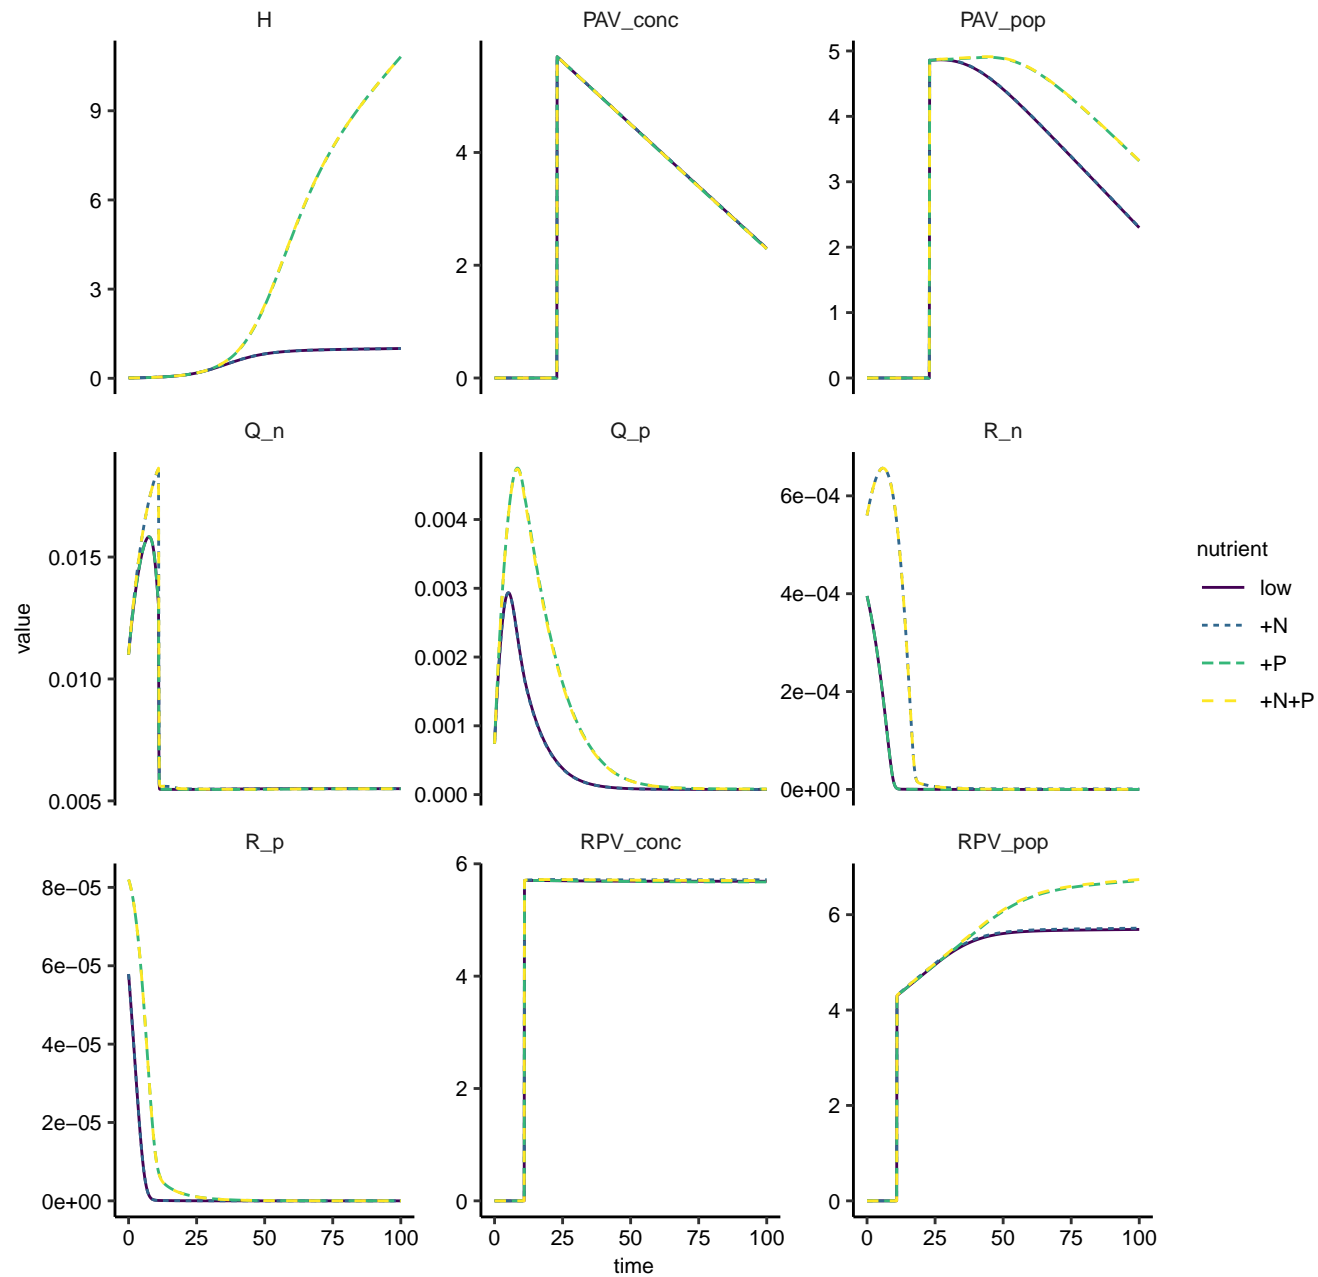 H
PAV_conc
PAV_pop
9
6
3
0
4
2
0
5
4
3
2
1
0
Q_n
Q_p
R_n
0.015
0.010
0.005
0.004
0.003
0.002
0.001
0.000
6e−04
4e−04
2e−04
0e+00
value
nutrient
low
+N
+P
+N+P
R_p
RPV_conc
RPV_pop
8e−05
6e−05
4e−05
2e−05
0e+00
6
4
2
0
6
4
2
0
0 25 50 75 100
0 25 50 75 100
0 25 50 75 100
time